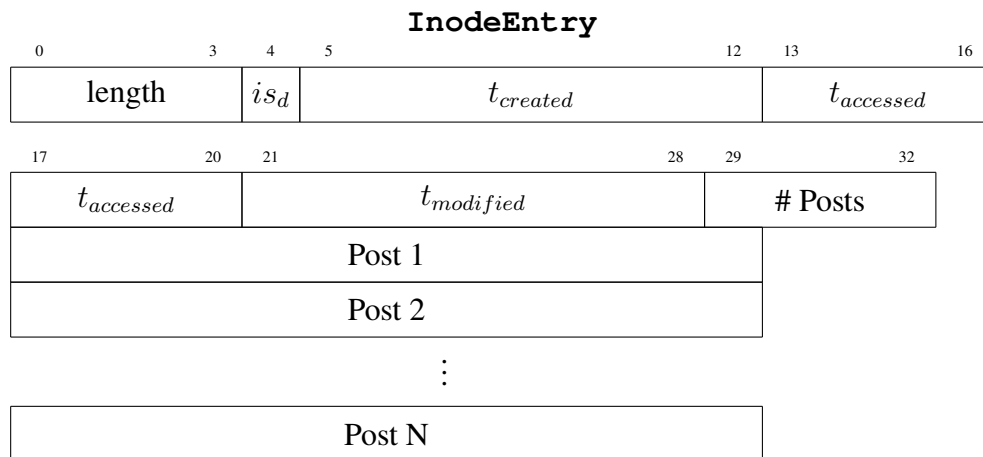 InodeEntry
0 3 4 5 12 13 16
length is_d t_created t_accessed
17 20 21 28 29 32
t_accessed t_modified # Posts
Post 1
Post 2
⋮
Post N